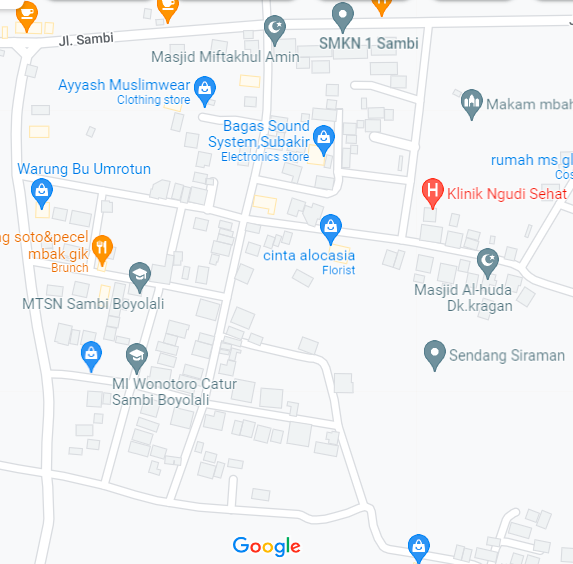 Jl. Sambi
SMKN 1 Sambi
Masjid Miftakhul Amin
Ayyash Muslimwear
Clothing store
Makam mbah
Bagas Sound
System,Subakir
Electronics store
rumah ms gl
Cos
Warung Bu Umrotun
Klinik Ngudi Sehat
ng soto&pecel
mbak gik
Brunch
cinta alocasia
Florist
Masjid Al-huda
Dk.kragan
MTSN Sambi Boyolali
Sendang Siraman
MI Wonotoro Catur
Sambi Boyolali
Google